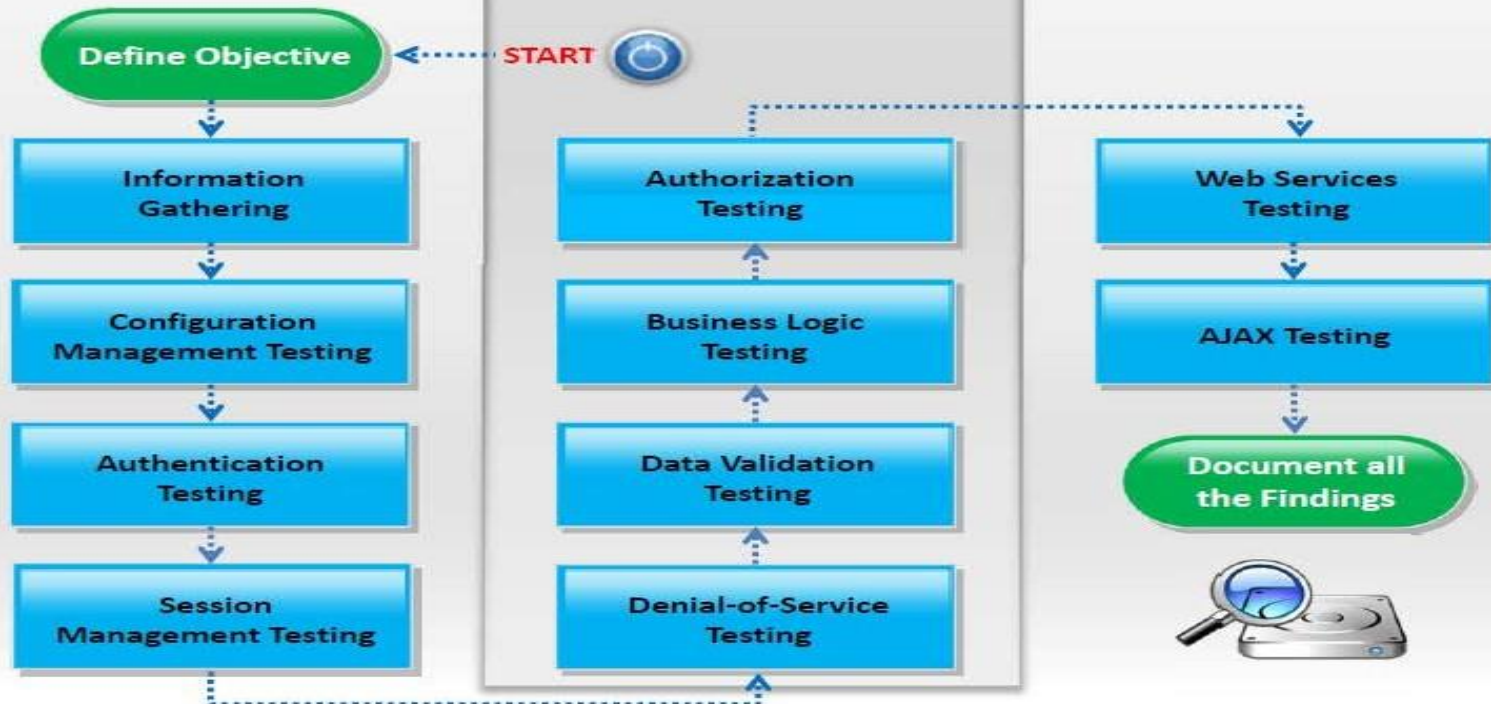 START
Define Objective
Information
Gathering
Configuration
Management Testing
Authentication
Testing
Session
Management Testing
Denial-of-Service
Testing
Data Validation
Testing
Business Logic
Testing
Authorization
Testing
Web Services
Testing
AJAX Testing
Document all
the Findings